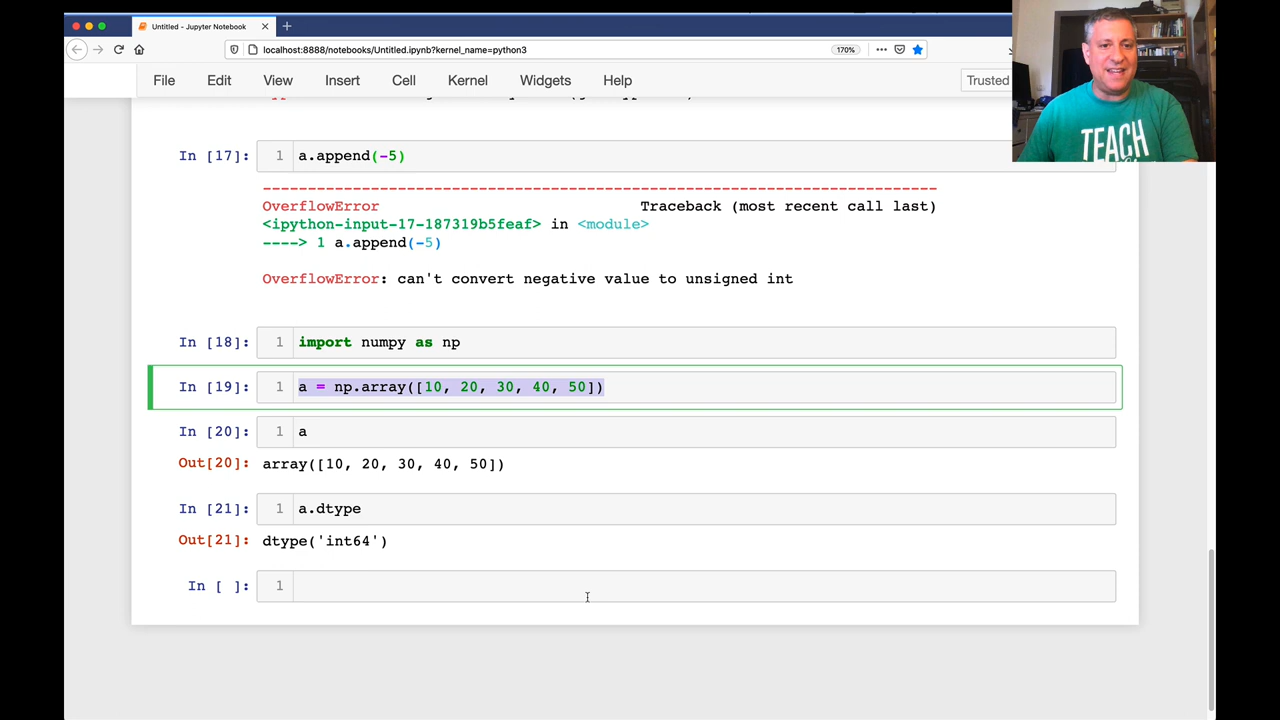 Untitled - Jupyter Notebook
localhost:8888/notebooks/Untitled.ipynb?kernel_name=python3
170%
File Edit View Insert Cell Kernel Widgets Help
Trusted
TEACH
In [17]: 1 a.append(-5)
OverflowError Traceback (most recent call last)
<ipython-input-17-187319b5feaf> in <module>
----> 1 a.append(-5)
OverflowError: can't convert negative value to unsigned int
In [18]: 1 import numpy as np
In [19]: 1 a = np.array([10, 20, 30, 40, 50])
In [20]: 1 a
Out[20]: array([10, 20, 30, 40, 50])
In [21]: 1 a.dtype
Out[21]: dtype('int64')
In [ ]: 1